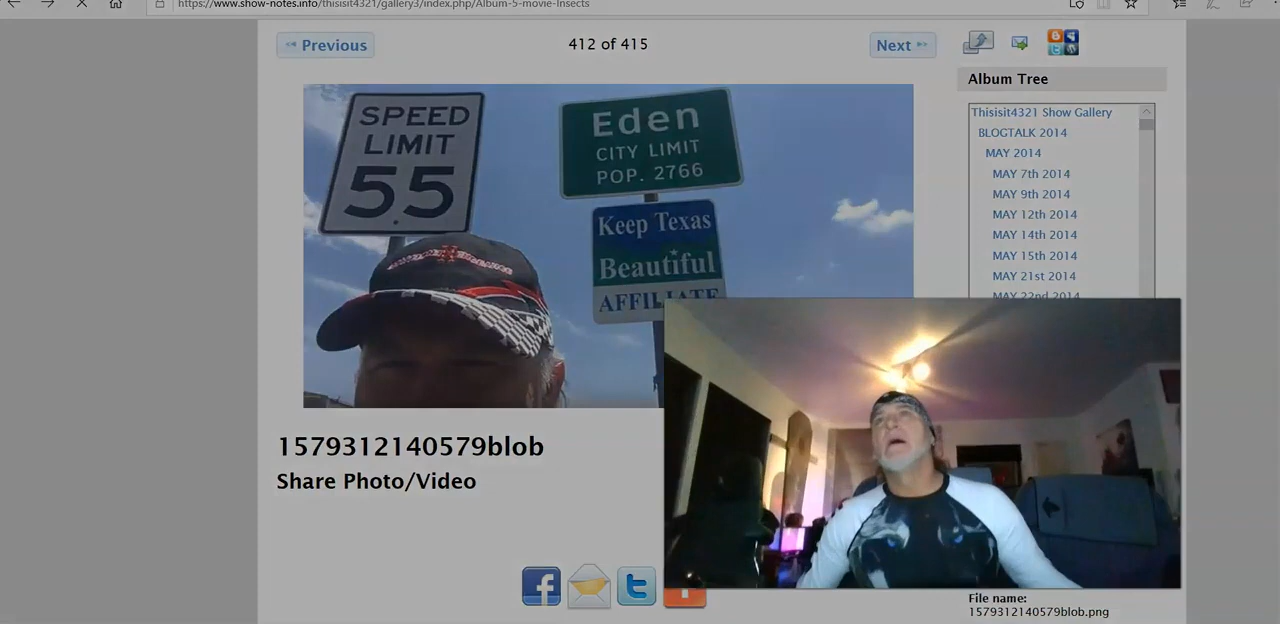 https://www.show-notes.info/thisisit4321/gallery3/index.php/Album-5-movie-Insects
Previous
412 of 415
Next
Album Tree
SPEED
LIMIT
55
Eden
CITY LIMIT
POP. 2766
Keep Texas
Beautiful
AFFILIATE
Thisisit4321 Show Gallery
BLOGTALK 2014
MAY 2014
MAY 7th 2014
MAY 9th 2014
MAY 12th 2014
MAY 14th 2014
MAY 15th 2014
MAY 21st 2014
MAY 22nd 2014
1579312140579blob
Share Photo/Video
File name:
1579312140579blob.png